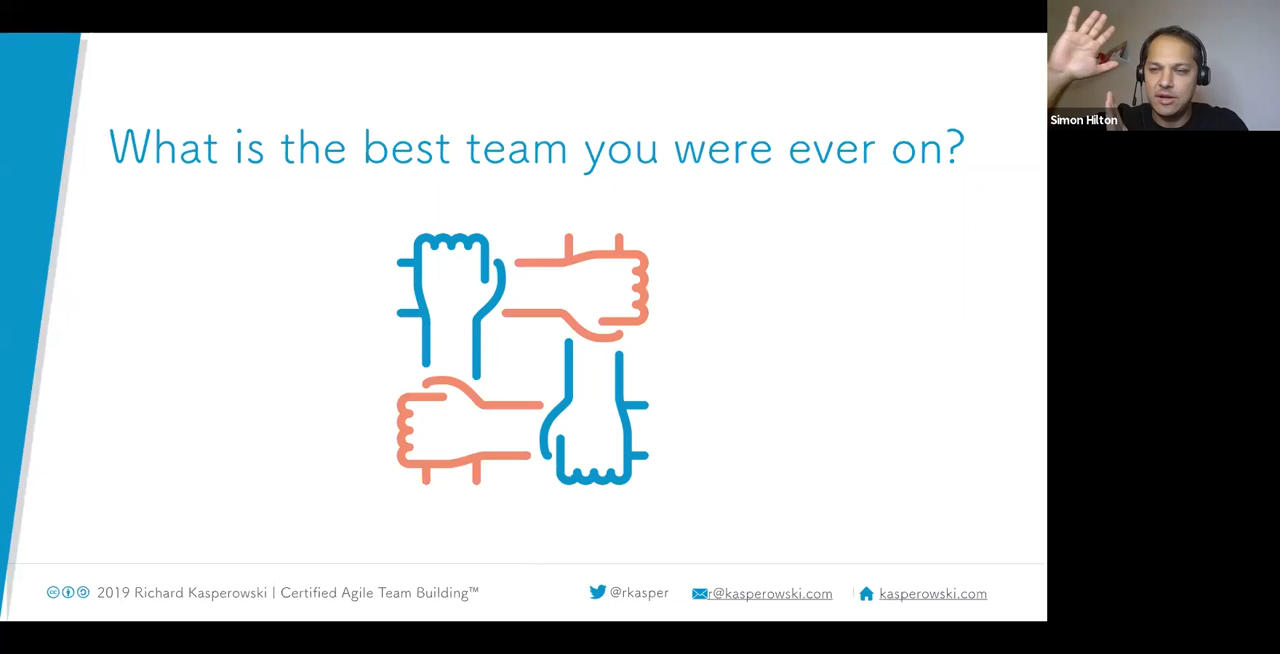 What is the best team you were ever on?
Simon Hilton
2019 Richard Kasperowski | Certified Agile Team Building™
@rkasper
r@kasperowski.com
kasperowski.com